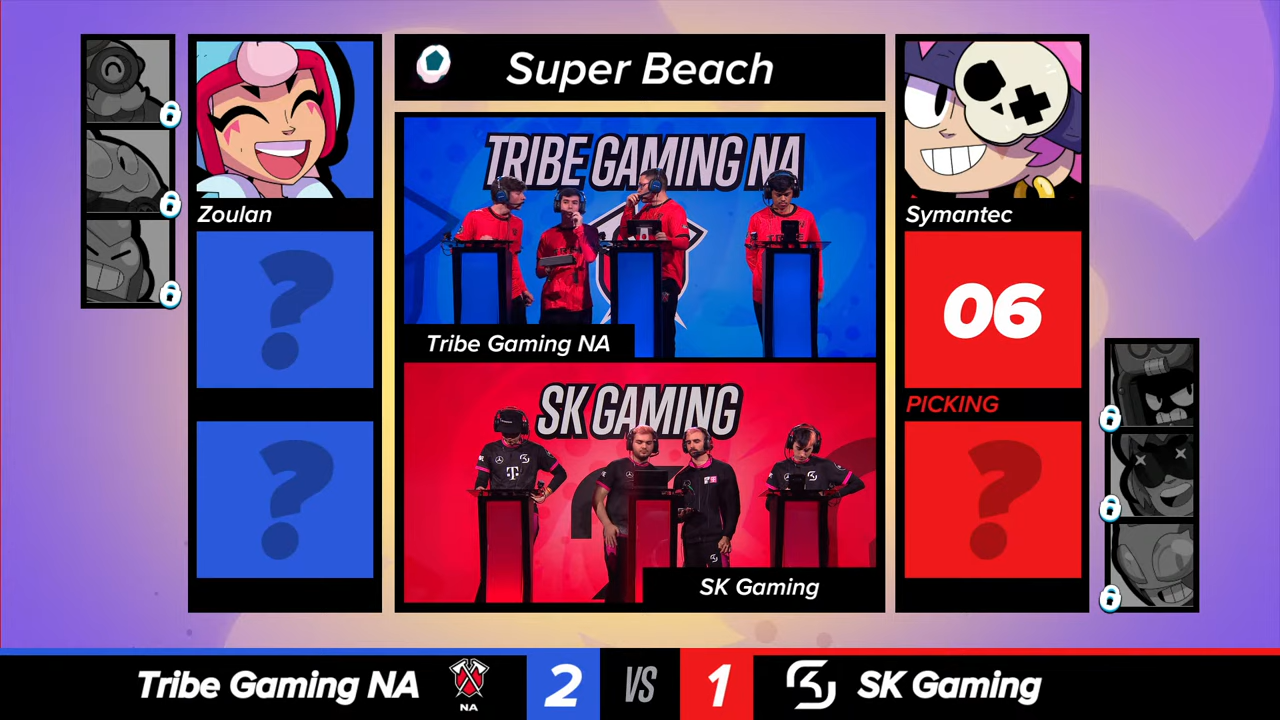 Super Beach
Zoulan
TRIBE GAMING NA
Tribe Gaming NA
SK GAMING
SK Gaming
Symantec
06
PICKING
?
?
?
Tribe Gaming NA
NA
2
VS
1
SK Gaming